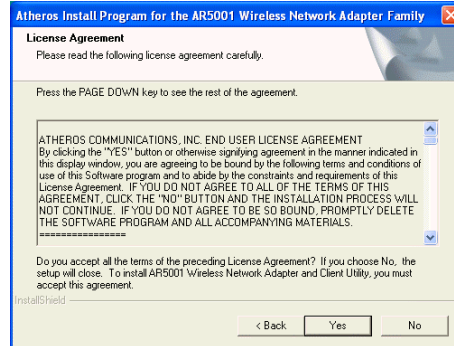 Atheros Install Program for the AR5001 Wireless Network Adapter Family
License Agreement
Please read the following license agreement carefully.
Press the PAGE DOWN key to see the rest of the agreement.
ATHEROS COMMUNICATIONS, INC. END USER LICENSE AGREEMENT
By clicking the "YES" button or otherwise signifying agreement in the manner indicated in
this display window, you are agreeing to be bound by the following terms and conditions of
use of this Software program and to abide by the constraints and requirements of this
License Agreement. IF YOU DO NOT AGREE TO ALL OF THE TERMS OF THIS
AGREEMENT, CLICK THE "NO" BUTTON AND THE INSTALLATION PROCESS WILL
NOT CONTINUE. IF YOU DO NOT AGREE TO BE SO BOUND, PROMPTLY DELETE
THE SOFTWARE PROGRAM AND ALL ACCOMPANYING MATERIALS.
================
Do you accept all the terms of the preceding License Agreement? If you choose No, the
setup will close. To install AR5001 Wireless Network Adapter and Client Utility, you must
accept this agreement.
InstallShield
< Back Yes No